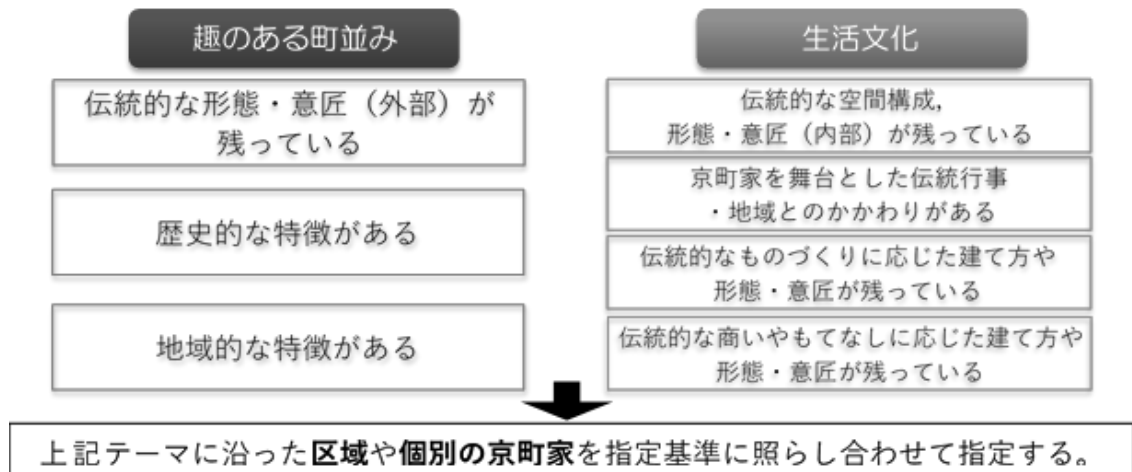 趣のある町並み
伝統的な形態・意匠（外部）が
残っている
歴史的な特徴がある
地域的な特徴がある
生活文化
伝統的な空間構成,
形態・意匠（内部）が残っている
京町家を舞台とした伝統行事
・地域とのかかわりがある
伝統的なものづくりに応じた建て方や
形態・意匠が残っている
伝統的な商いやもてなしに応じた建て方や
形態・意匠が残っている
上記テーマに沿った区域や個別の京町家を指定基準に照らし合わせて指定する。